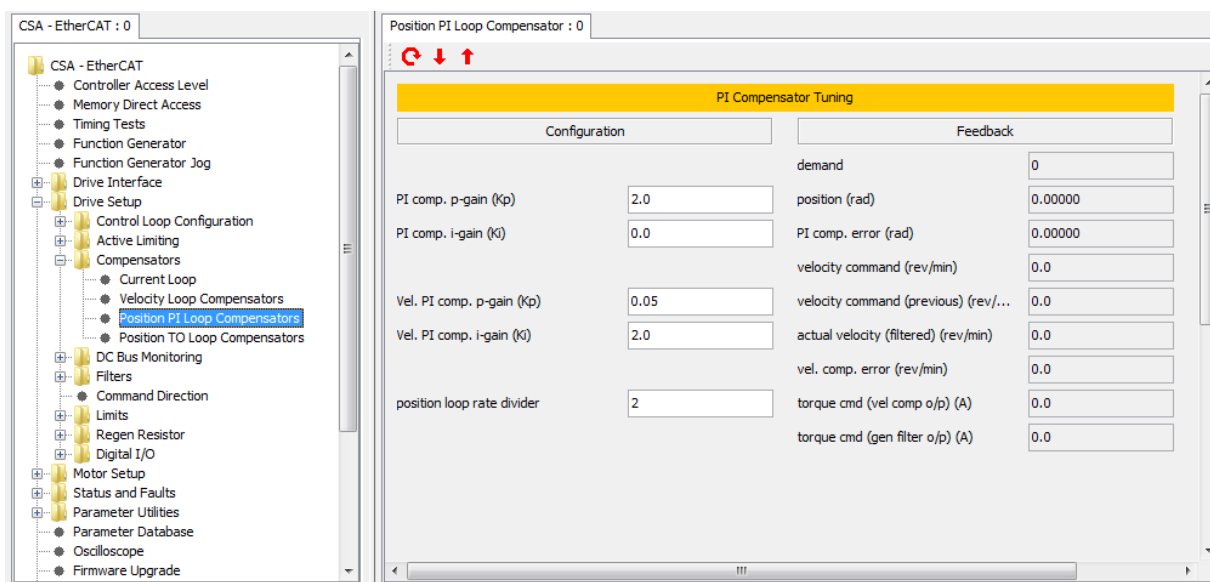 CSA - EtherCAT : 0
CSA - EtherCAT
Controller Access Level
Memory Direct Access
Timing Tests
Function Generator
Function Generator Jog
Drive Interface
Drive Setup
Control Loop Configuration
Active Limiting
Compensators
Current Loop
Velocity Loop Compensators
Position PI Loop Compensators
Position TO Loop Compensators
DC Bus Monitoring
Filters
Command Direction
Limits
Regen Resistor
Digital I/O
Motor Setup
Status and Faults
Parameter Utilities
Parameter Database
Oscilloscope
Firmware Upgrade
Position PI Loop Compensator : 0
PI Compensator Tuning
Configuration Feedback
demand 0
PI comp. p-gain (Kp) 2.0 position (rad) 0.00000
PI comp. i-gain (Ki) 0.0 PI comp. error (rad) 0.00000
velocity command (rev/min) 0.0
Vel. PI comp. p-gain (Kp) 0.05 velocity command (previous) (rev/... 0.0
Vel. PI comp. i-gain (Ki) 2.0 actual velocity (filtered) (rev/min) 0.0
vel. comp. error (rev/min) 0.0
position loop rate divider 2 torque cmd (vel comp o/p) (A) 0.0
torque cmd (gen filter o/p) (A) 0.0